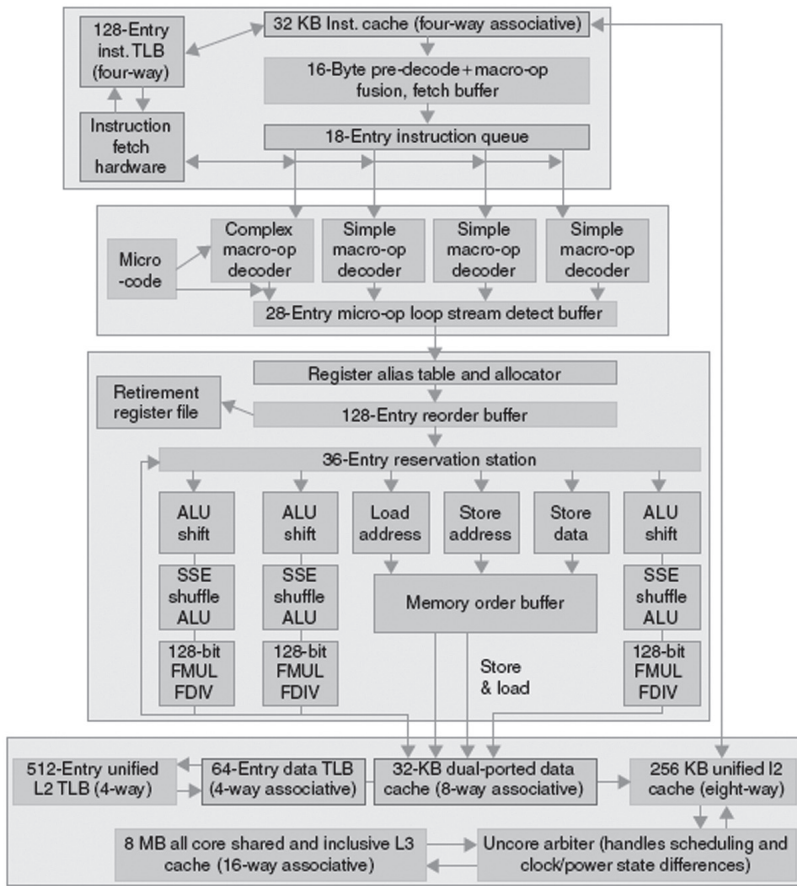 128-Entry
inst. TLB
(four-way)
32 KB Inst. cache (four-way associative)
16-Byte pre-decode+macro-op
fusion, fetch buffer
Instruction
fetch
hardware
18-Entry instruction queue
Micro
-code
Complex
macro-op
decoder
Simple
macro-op
decoder
Simple
macro-op
decoder
Simple
macro-op
decoder
28-Entry micro-op loop stream detect buffer
Register alias table and allocator
Retirement
register file
128-Entry reorder buffer
36-Entry reservation station
ALU
shift
ALU
shift
Load
address
Store
address
Store
data
ALU
shift
SSE
shuffle
ALU
SSE
shuffle
ALU
Memory order buffer
SSE
shuffle
ALU
128-bit
FMUL
FDIV
128-bit
FMUL
FDIV
Store
& load
128-bit
FMUL
FDIV
512-Entry unified
L2 TLB (4-way)
64-Entry data TLB
(4-way associative)
32-KB dual-ported data
cache (8-way associative)
256 KB unified l2
cache (eight-way)
8 MB all core shared and inclusive L3
cache (16-way associative)
Uncore arbiter (handles scheduling and
clock/power state differences)